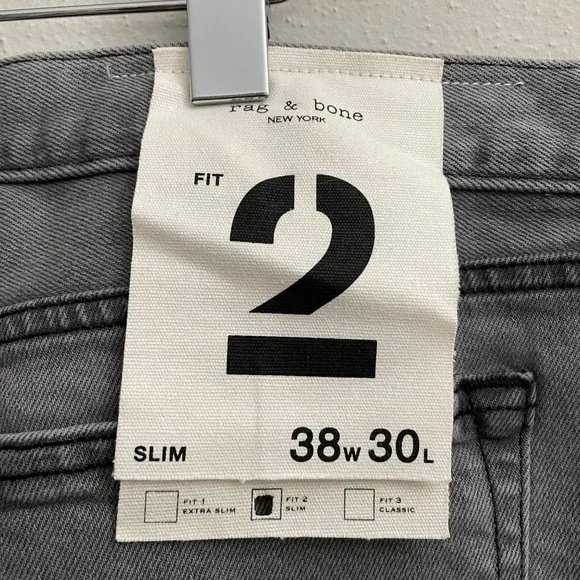 rag & bone
NEW YORK
FIT
2
SLIM 38W 30L
FIT 1 FIT 2 FIT 3
EXTRA SLIM SLIM CLASSIC